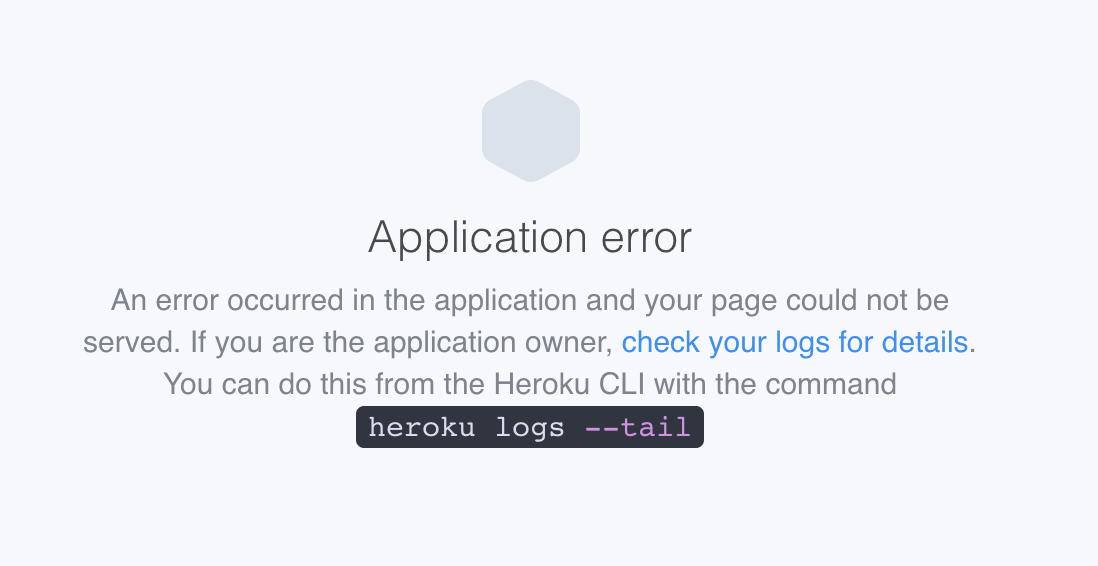 Application error
An error occurred in the application and your page could not be
served. If you are the application owner, check your logs for details.
You can do this from the Heroku CLI with the command
heroku logs --tail